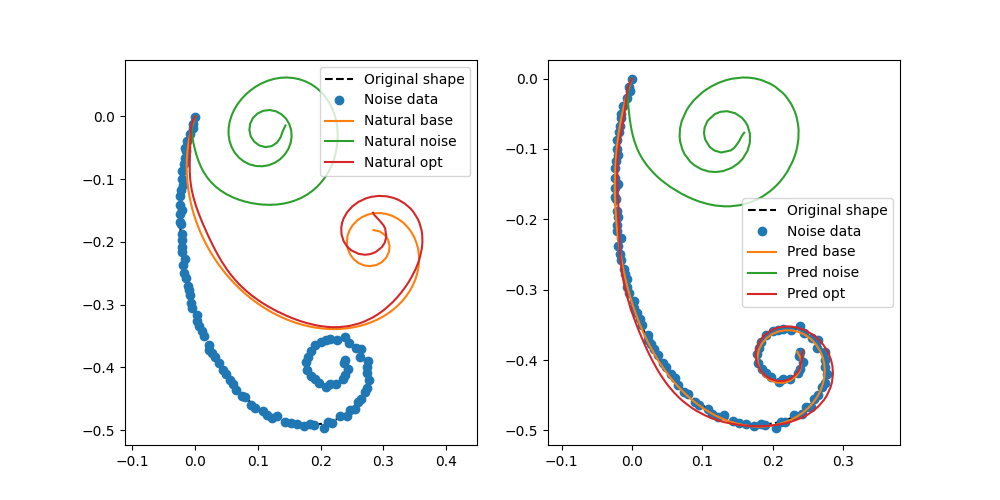 Original shape
Noise data
Natural base
Natural noise
Natural opt
0.0
−0.1
−0.2
−0.3
−0.4
−0.5
−0.1
0.0
0.1
0.2
0.3
0.4
Original shape
Noise data
Pred base
Pred noise
Pred opt
0.0
−0.1
−0.2
−0.3
−0.4
−0.5
−0.1
0.0
0.1
0.2
0.3